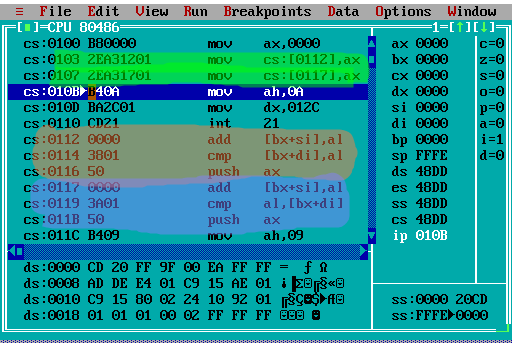 ≡ File Edit View Run Breakpoints Data Options Window
[■]=CPU 80486 1=[↑][↓]
cs:0100 B80000 mov ax,0000 ax 0000 c=0
cs:0103 2EA31201 mov cs:[0112],ax bx 0000 z=0
cs:0107 2EA31701 mov cs:[0117],ax cx 0000 s=0
cs:010B►B40A mov ah,0A dx 0000 o=0
cs:010D BA2C01 mov dx,012C si 0000 p=0
cs:0110 CD21 int 21 di 0000 a=0
cs:0112 0000 add [bx+si],al bp 0000 i=1
cs:0114 3801 cmp [bx+di],al sp FFFE d=0
cs:0116 50 push ax ds 48DD
cs:0117 0000 add [bx+si],al es 48DD
cs:0119 3A01 cmp al,[bx+di] ss 48DD
cs:011B 50 push ax cs 48DD
cs:011C B409 mov ah,09 ip 010B
ds:0000 CD 20 FF 9F 00 EA FF FF = ƒ Ω
ds:0008 AD DE E4 01 C9 15 AE 01
ds:0010 C9 15 80 02 24 10 92 01 ss:0000 20CD
ds:0018 01 01 01 00 02 FF FF FF ss:FFFE►0000